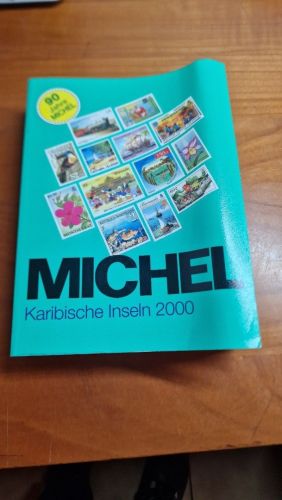 90
Jahre
MICHEL
MICHEL
Karibische Inseln 2000